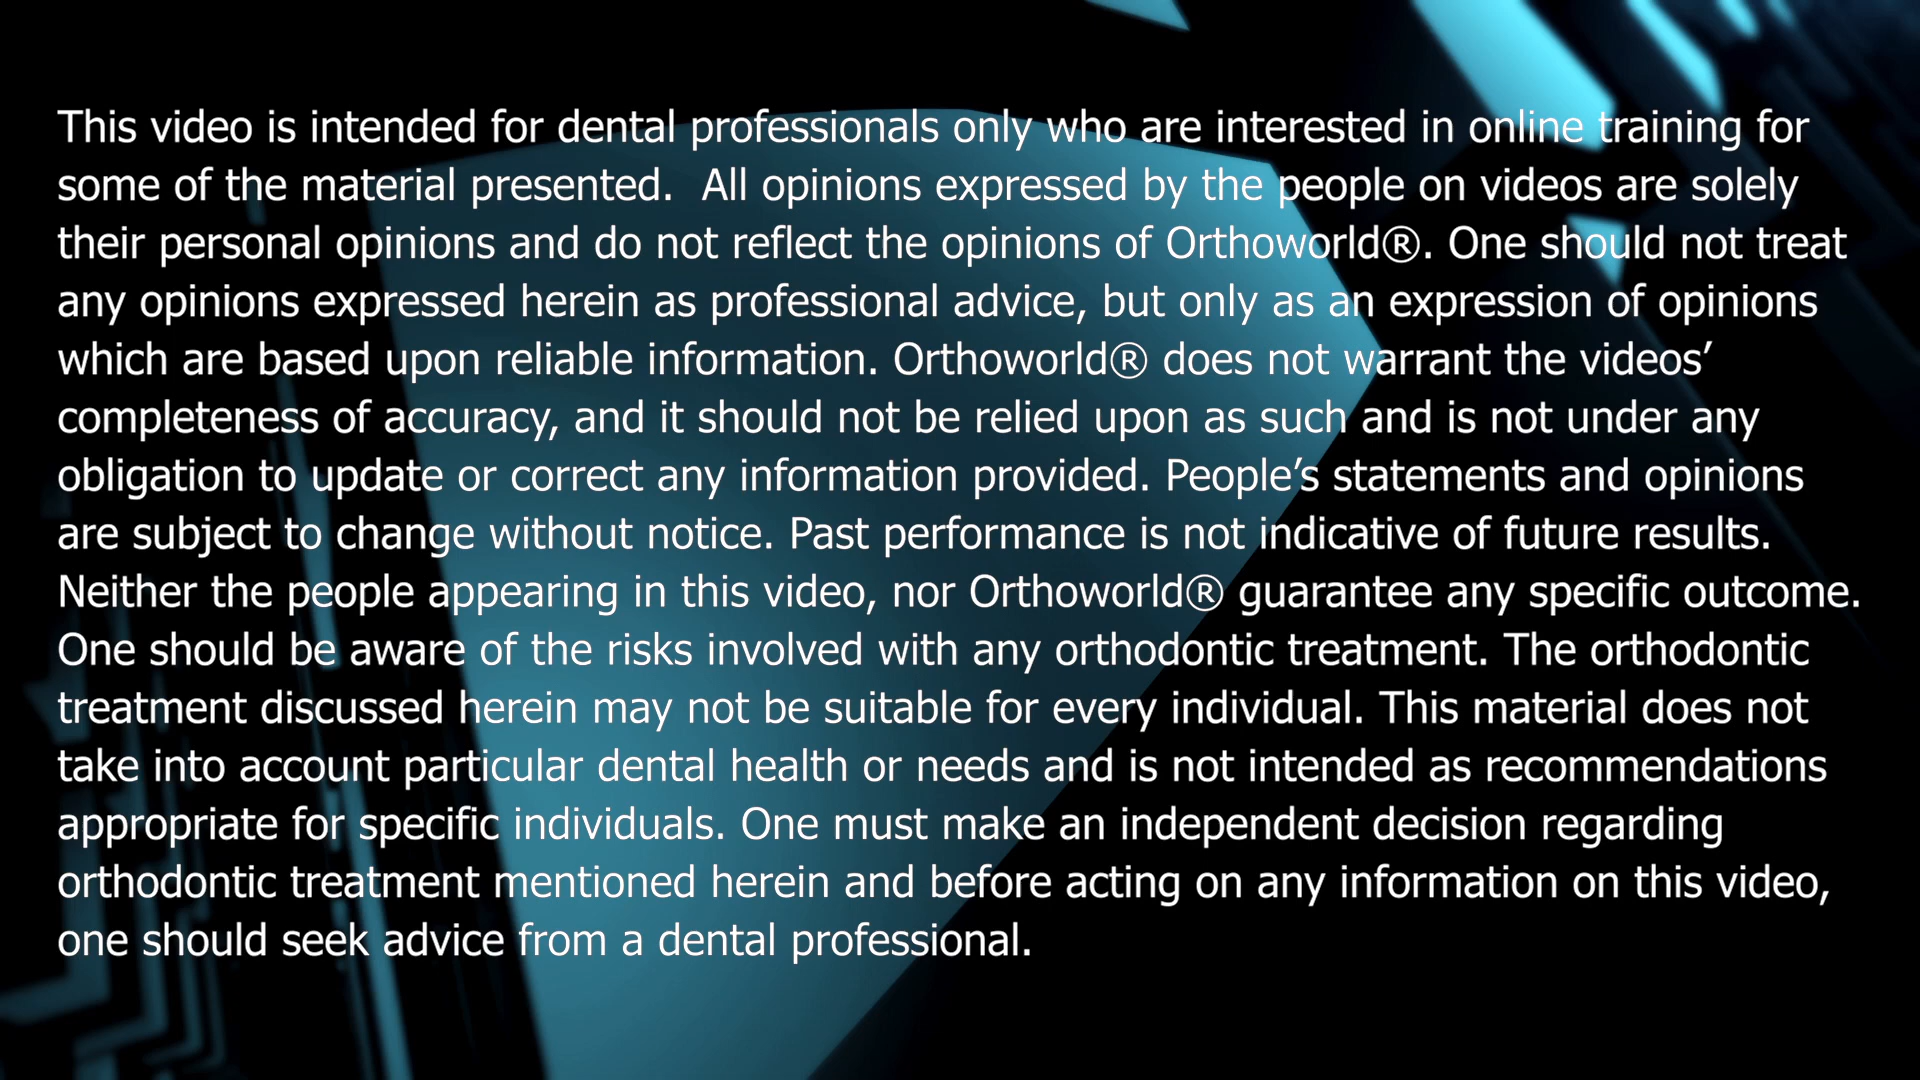 This video is intended for dental professionals only who are interested in online training for
some of the material presented.  All opinions expressed by the people on videos are solely
their personal opinions and do not reflect the opinions of Orthoworld®. One should not treat
any opinions expressed herein as professional advice, but only as an expression of opinions
which are based upon reliable information. Orthoworld® does not warrant the videos’
completeness of accuracy, and it should not be relied upon as such and is not under any
obligation to update or correct any information provided. People’s statements and opinions
are subject to change without notice. Past performance is not indicative of future results.
Neither the people appearing in this video, nor Orthoworld® guarantee any specific outcome.
One should be aware of the risks involved with any orthodontic treatment. The orthodontic
treatment discussed herein may not be suitable for every individual. This material does not
take into account particular dental health or needs and is not intended as recommendations
appropriate for specific individuals. One must make an independent decision regarding
orthodontic treatment mentioned herein and before acting on any information on this video,
one should seek advice from a dental professional.